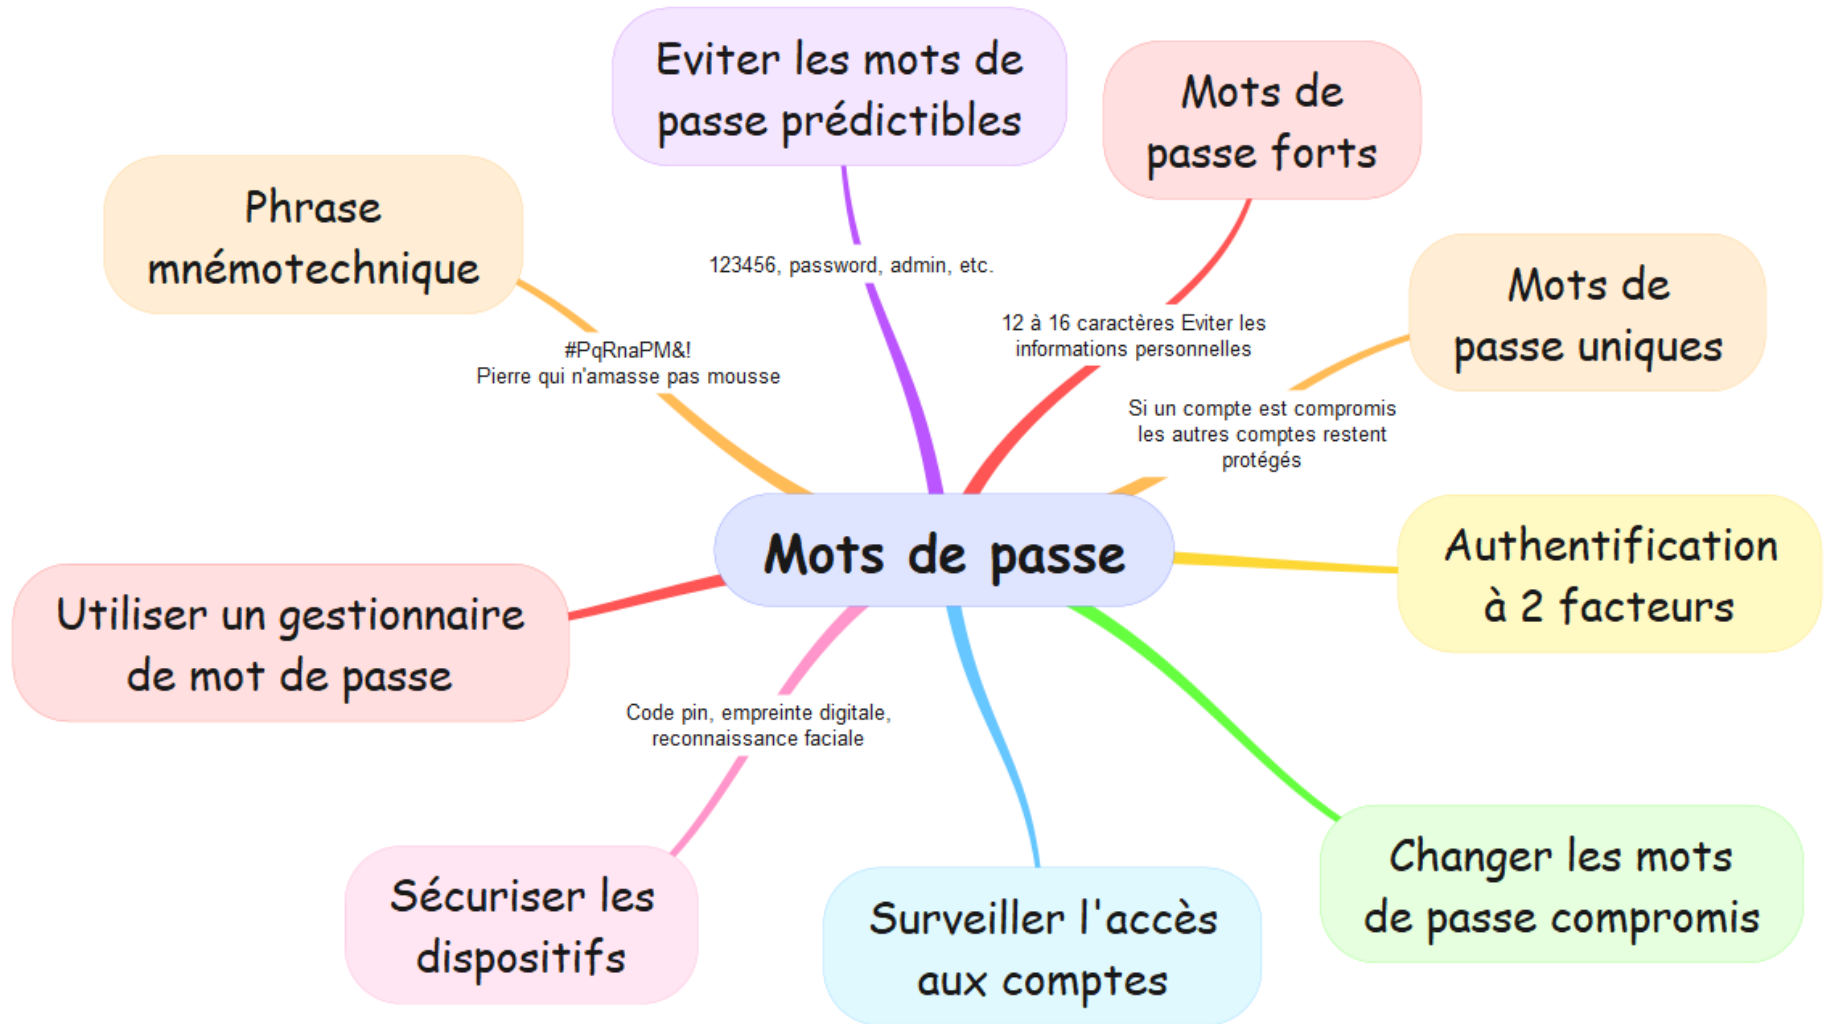 Eviter les mots de
passe prédictibles
Mots de
passe forts
Phrase
mnémotechnique
Mots de
passe uniques
123456, password, admin, etc.
12 à 16 caractères Eviter les
informations personnelles
#PqRnaPM&!
Pierre qui n'amasse pas mousse
Si un compte est compromis
les autres comptes restent
protégés
Mots de passe
Authentification
à 2 facteurs
Utiliser un gestionnaire
de mot de passe
Code pin, empreinte digitale,
reconnaissance faciale
Changer les mots
de passe compromis
Sécuriser les
dispositifs
Surveiller l'accès
aux comptes